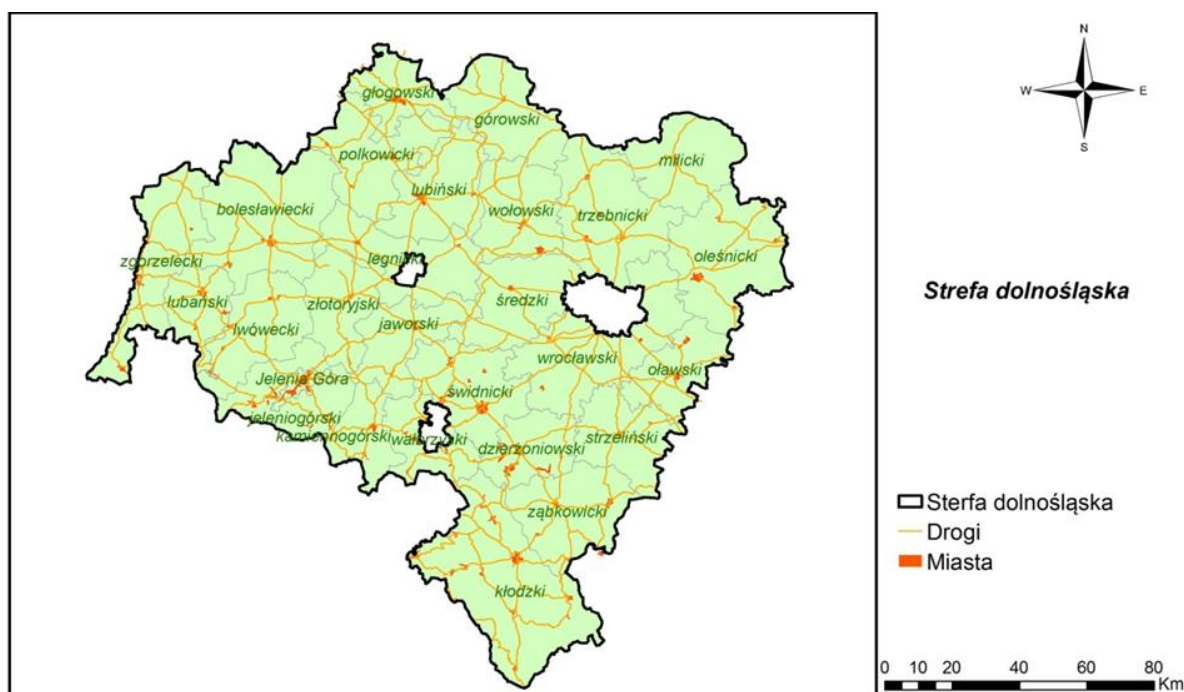 N
W E
S
głogowski
górowski
polkowicki
milicki
lubiński
bolesławiecki
wołowski
trzebnicki
zgorzelecki
legnicki
oleśnicki
lubański
złotoryjski
średzki
Strefa dolnośląska
lwówecki
jaworski
wrocławski
Jelenia Góra
oławski
świdnicki
jeleniogórski
kamiennogórski
wałbrzyski
dzierżoniowski
strzeliński
ząbkowicki
kłodzki
Sterfa dolnośląska
Drogi
Miasta
0 10 20 40 60 80
Km